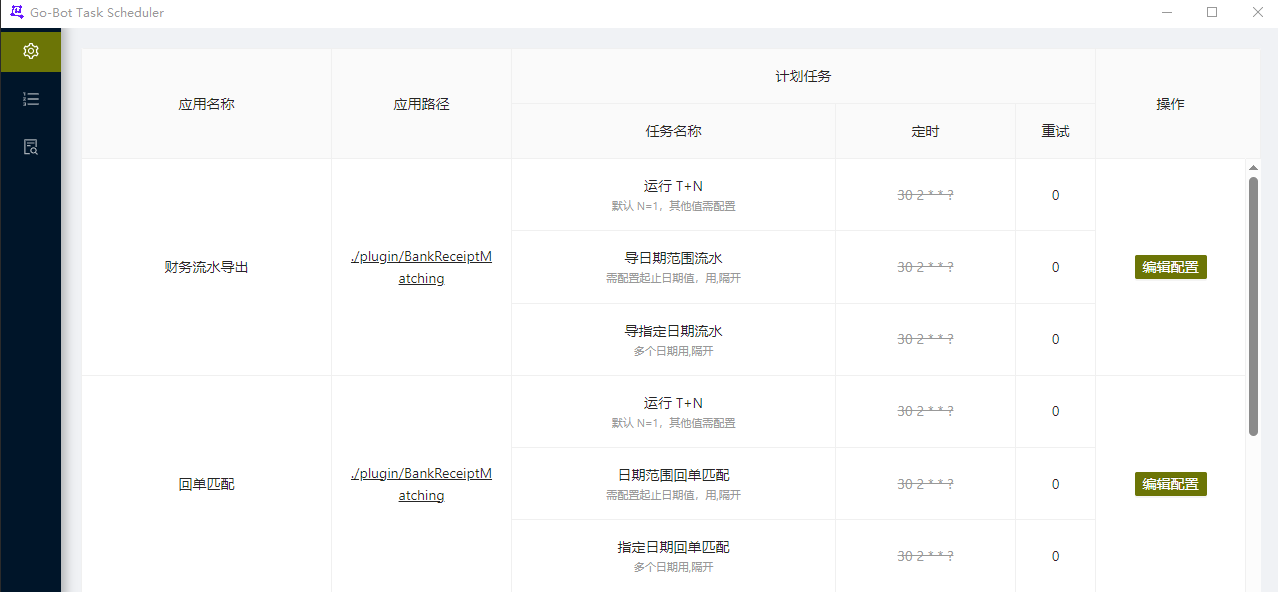 Go-Bot Task Scheduler
应用名称
应用路径
计划任务
操作
任务名称
定时
重试
财务流水导出
./plugin/BankReceiptM
atching
运行 T+N
默认 N=1，其他值需配置
30 2 * * ?
0
导日期范围流水
需配置起止日期值，用,隔开
30 2 * * ?
0
导指定日期流水
多个日期用,隔开
30 2 * * ?
0
编辑配置
回单匹配
./plugin/BankReceiptM
atching
运行 T+N
默认 N=1，其他值需配置
30 2 * * ?
0
日期范围回单匹配
需配置起止日期值，用,隔开
30 2 * * ?
0
指定日期回单匹配
多个日期用,隔开
30 2 * * ?
0
编辑配置